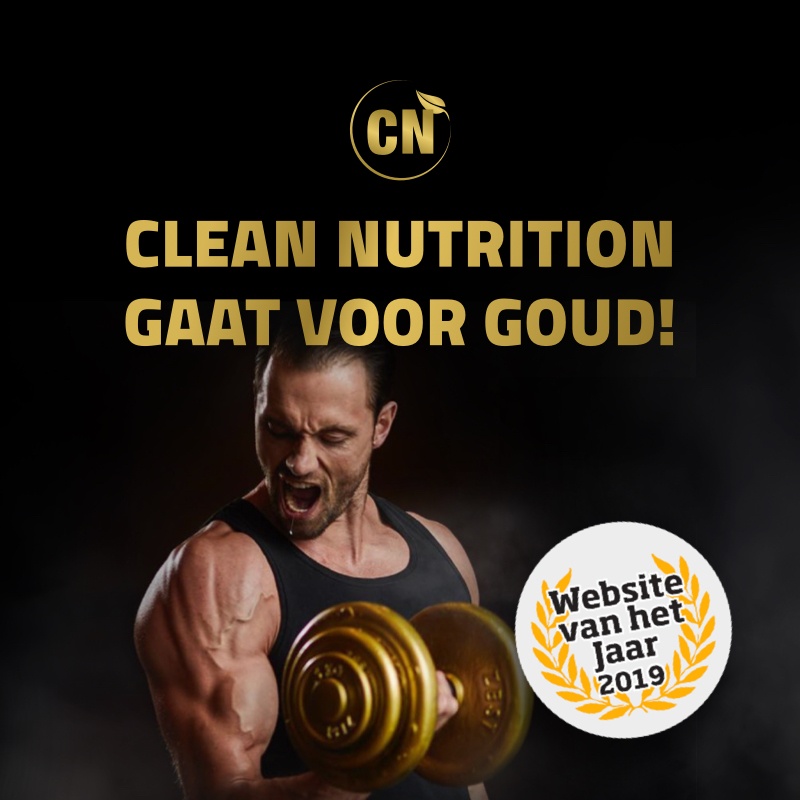 CN
CLEAN NUTRITION
GAAT VOOR GOUD!
Website
van het
Jaar
2019